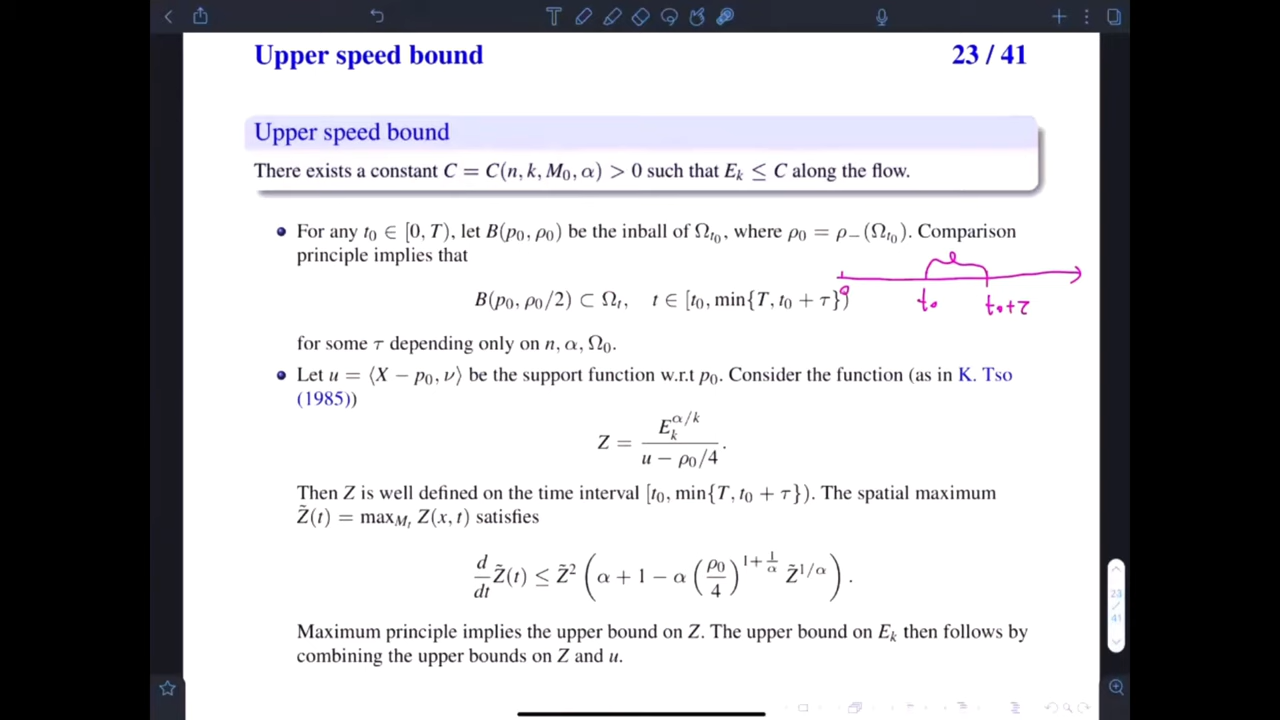 Upper speed bound 23 / 41
Upper speed bound
There exists a constant C = C(n, k, M₀, α) > 0 such that Eₖ ≤ C along the flow.
• For any t₀ ∈ [0, T), let B(p₀, ρ₀) be the inball of Ω_{t₀}, where ρ₀ = ρ₋(Ω_{t₀}). Comparison
principle implies that
B(p₀, ρ₀/2) ⊂ Ω_t, t ∈ [t₀, min{T, t₀ + τ})
0 t₀ t₀+τ
for some τ depending only on n, α, Ω₀.
• Let u = ⟨X − p₀, ν⟩ be the support function w.r.t p₀. Consider the function (as in K. Tso
(1985))
Z = E_k^{α/k} / (u − ρ₀/4).
Then Z is well defined on the time interval [t₀, min{T, t₀ + τ}). The spatial maximum
Z̃(t) = max_{M_t} Z(x, t) satisfies
d/dt Z̃(t) ≤ Z̃² (α + 1 − α (ρ₀/4)^{1+1/α} Z̃^{1/α}).
Maximum principle implies the upper bound on Z. The upper bound on Eₖ then follows by
combining the upper bounds on Z and u.
23
/
41